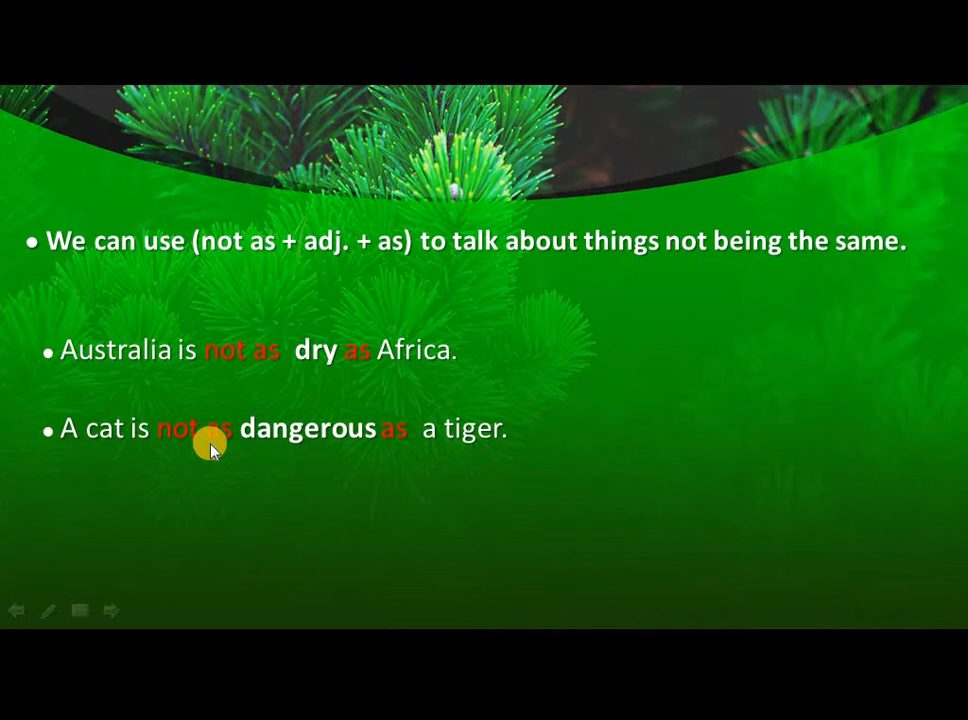 • We can use (not as + adj. + as) to talk about things not being the same.
• Australia is not as dry as Africa.
• A cat is not as dangerous as a tiger.